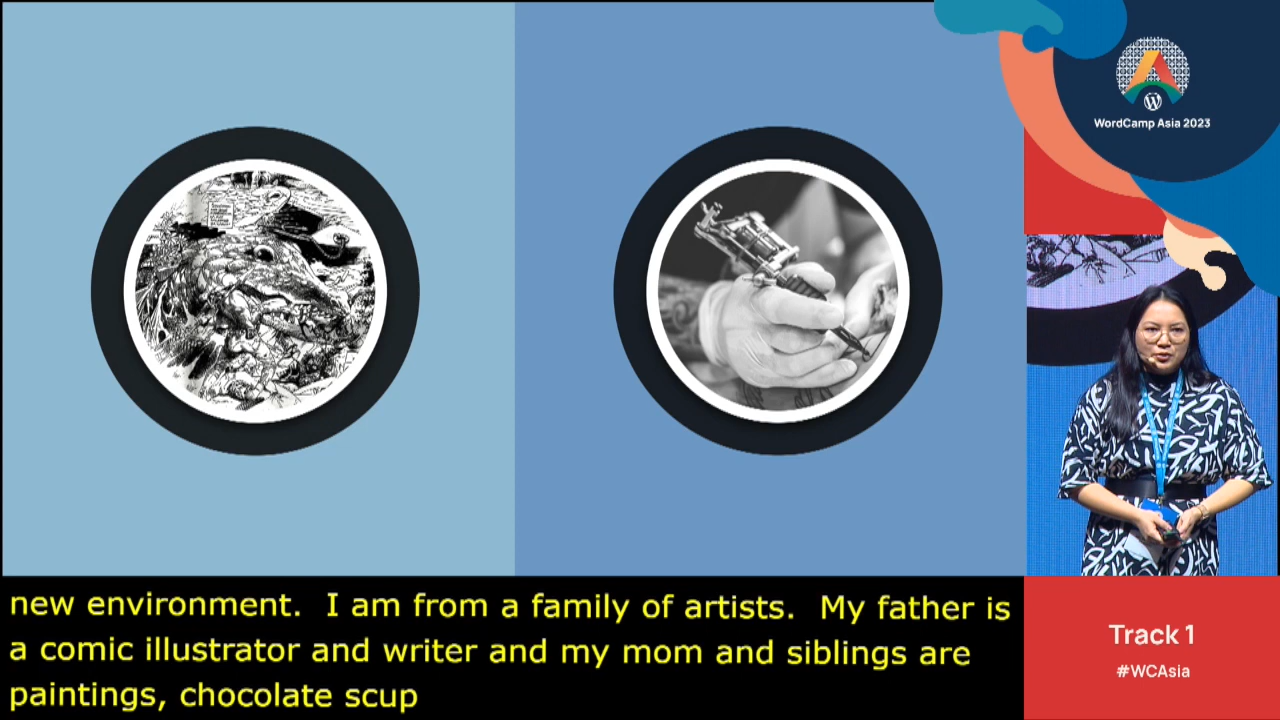 WordCamp Asia 2023
new environment. I am from a family of artists. My father is
a comic illustrator and writer and my mom and siblings are
paintings, chocolate scup
Track 1
#WCAsia